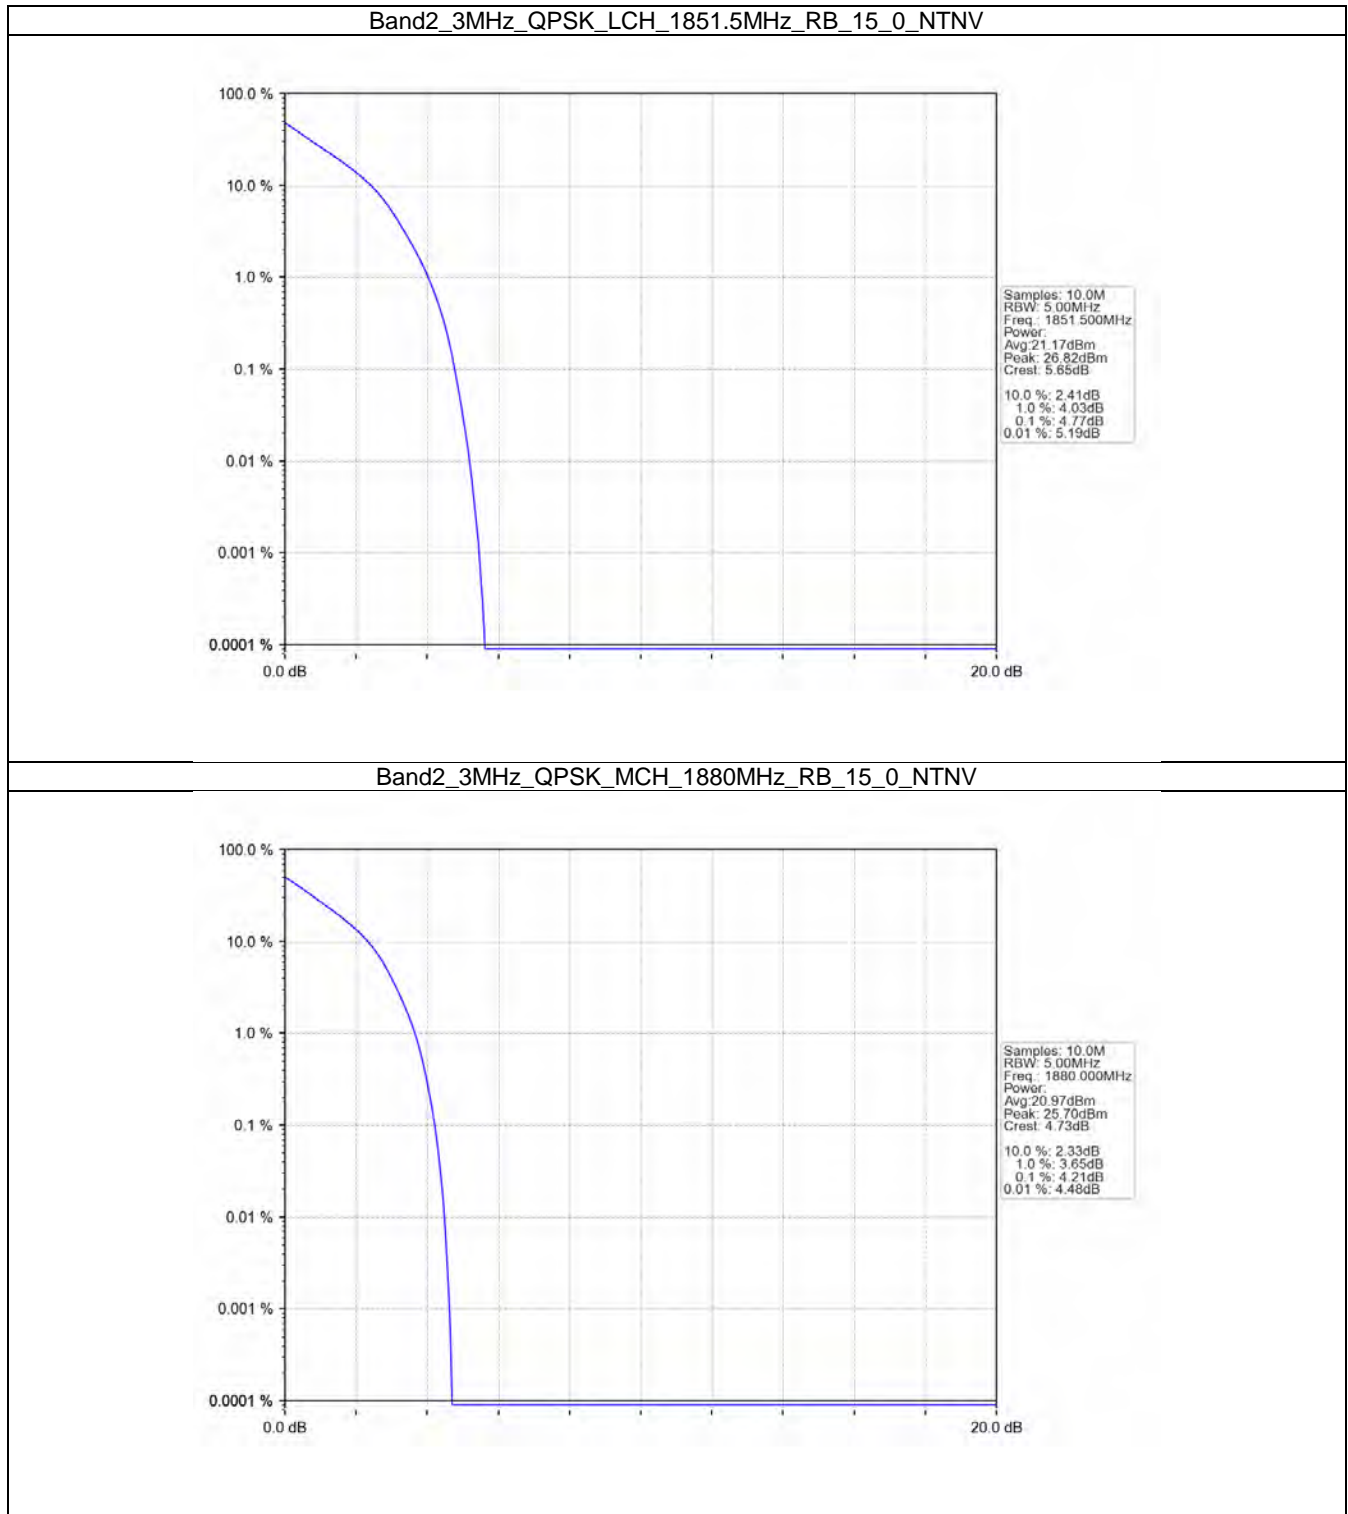 Band2_3MHz_QPSK_LCH_1851.5MHz_RB_15_0_NTNV
100.0 %
10.0 %
1.0 %
0.1 %
0.01 %
0.001 %
0.0001 %
0.0 dB
20.0 dB
Samples: 10.0M
RBW: 5.00MHz
Freq.: 1851.500MHz
Power:
Avg:21.17dBm
Peak: 26.82dBm
Crest: 5.65dB
10.0 %: 2.41dB
1.0 %: 4.03dB
0.1 %: 4.77dB
0.01 %: 5.19dB
Band2_3MHz_QPSK_MCH_1880MHz_RB_15_0_NTNV
100.0 %
10.0 %
1.0 %
0.1 %
0.01 %
0.001 %
0.0001 %
0.0 dB
20.0 dB
Samples: 10.0M
RBW: 5.00MHz
Freq.: 1880.000MHz
Power:
Avg:20.97dBm
Peak: 25.70dBm
Crest: 4.73dB
10.0 %: 2.33dB
1.0 %: 3.65dB
0.1 %: 4.21dB
0.01 %: 4.48dB